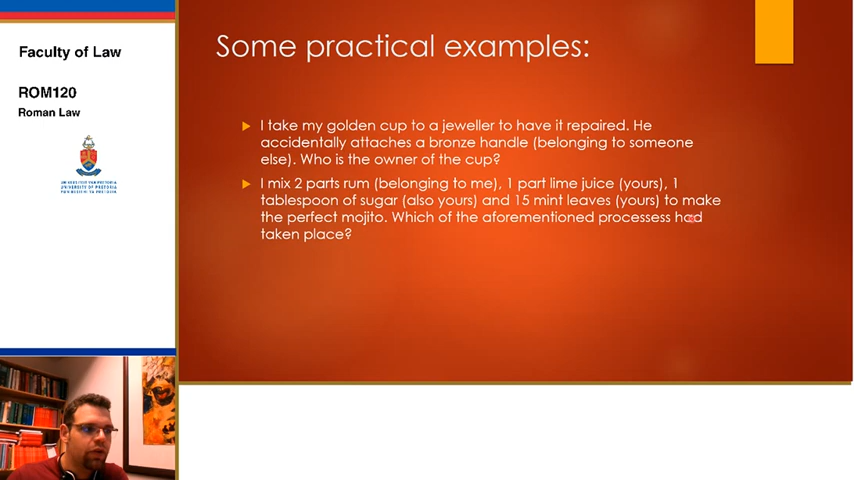 Faculty of Law
ROM120
Roman Law
UNIVERSITY OF PRETORIA
Some practical examples:
I take my golden cup to a jeweller to have it repaired. He
accidentally attaches a bronze handle (belonging to someone
else). Who is the owner of the cup?
I mix 2 parts rum (belonging to me), 1 part lime juice (yours), 1
tablespoon of sugar (also yours) and 15 mint leaves (yours) to make
the perfect mojito. Which of the aforementioned processess had
taken place?